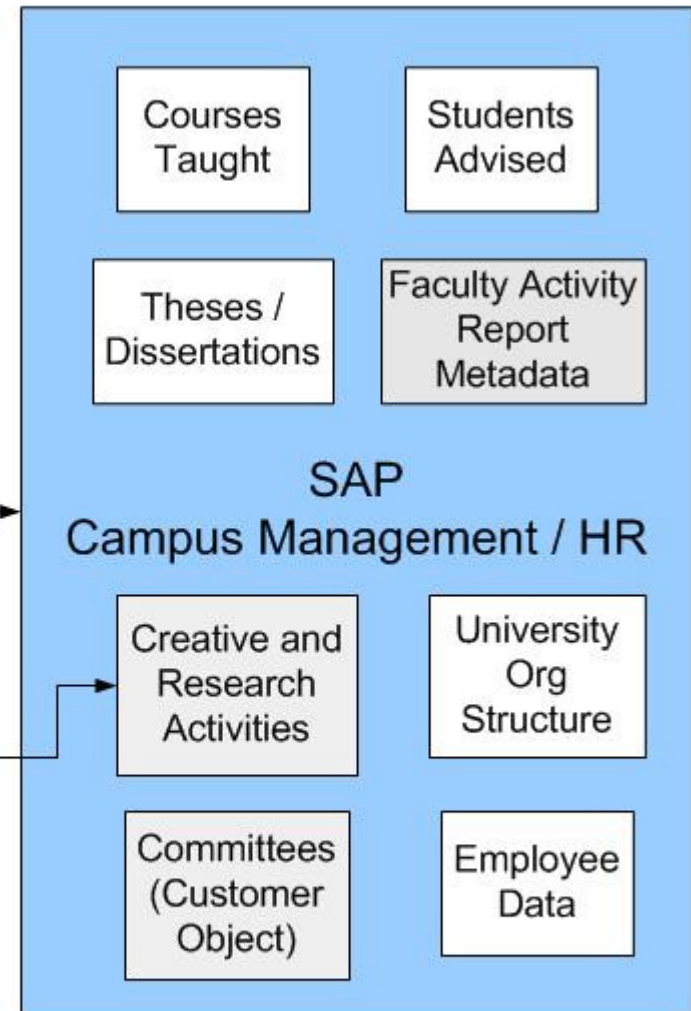 Courses
Taught
Students
Advised
Theses /
Dissertations
Faculty Activity
Report
Metadata
SAP
Campus Management / HR
Creative and
Research
Activities
University
Org
Structure
Committees
(Customer
Object)
Employee
Data